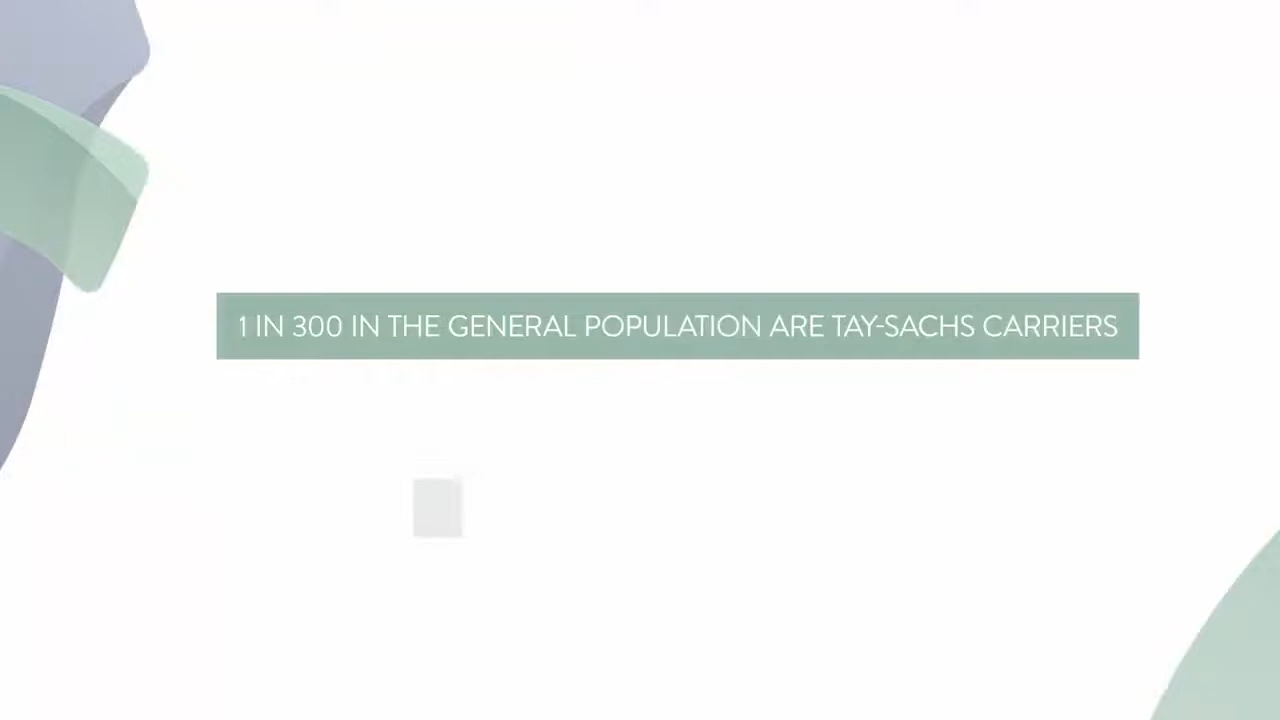 1 IN 300 IN THE GENERAL POPULATION ARE TAY-SACHS CARRIERS